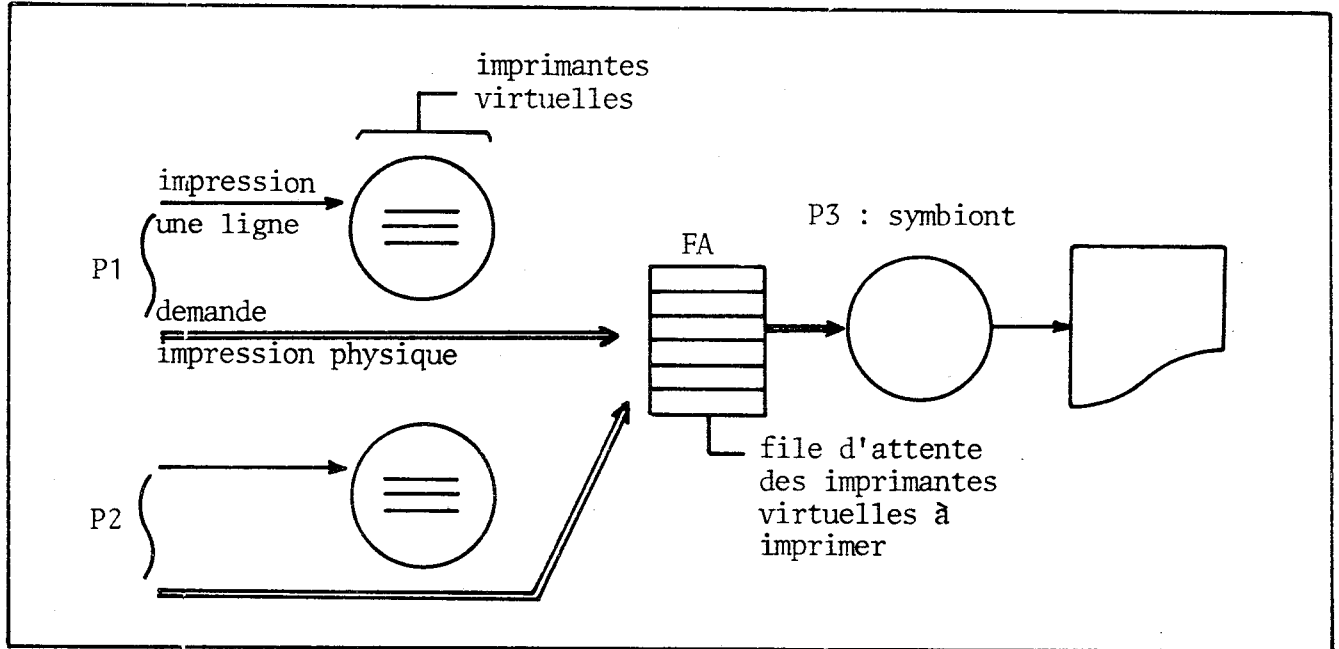 imprimantes
virtuelles
impression
une ligne
P1
demande
impression physique
FA
P3 : symbiont
file d'attente
des imprimantes
virtuelles à
imprimer
P2